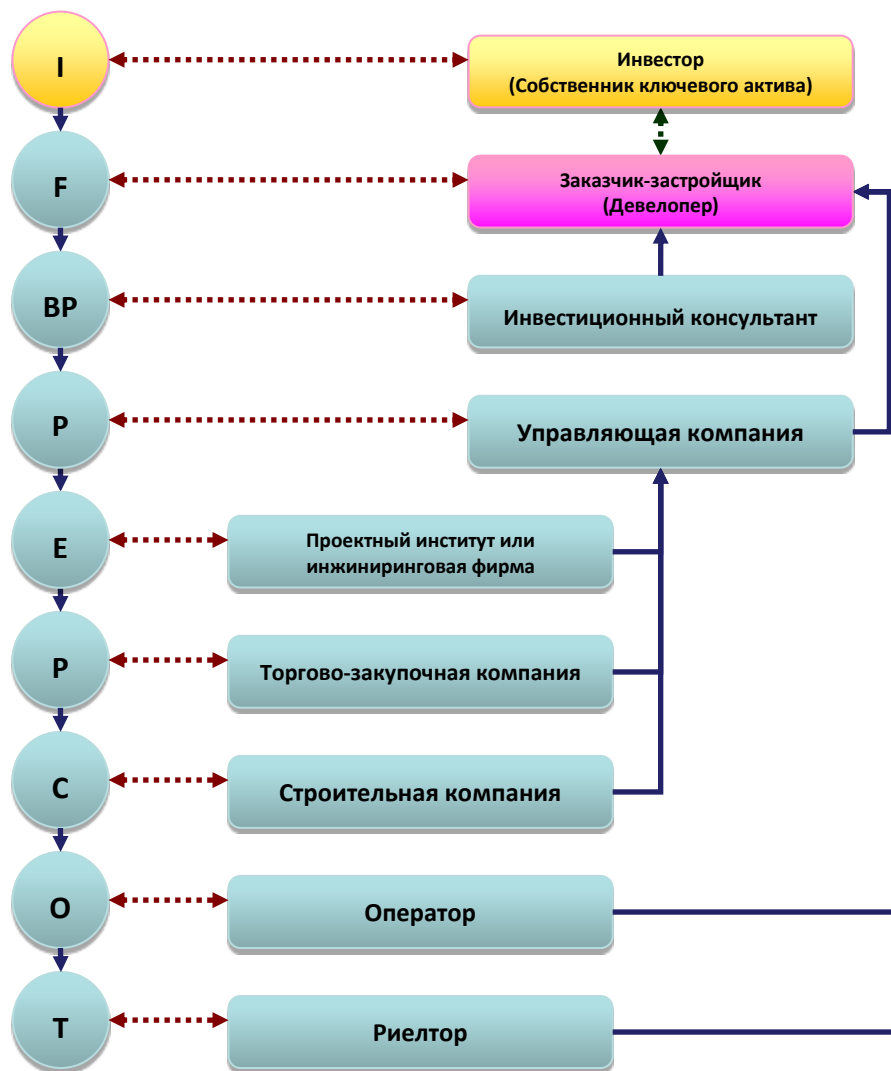 I
Инвестор
(Собственник ключевого актива)
F
Заказчик-застройщик
(Девелопер)
BP
Инвестиционный консультант
P
Управляющая компания
E
Проектный институт или
инжиниринговая фирма
P
Торгово-закупочная компания
C
Строительная компания
O
Оператор
T
Риелтор